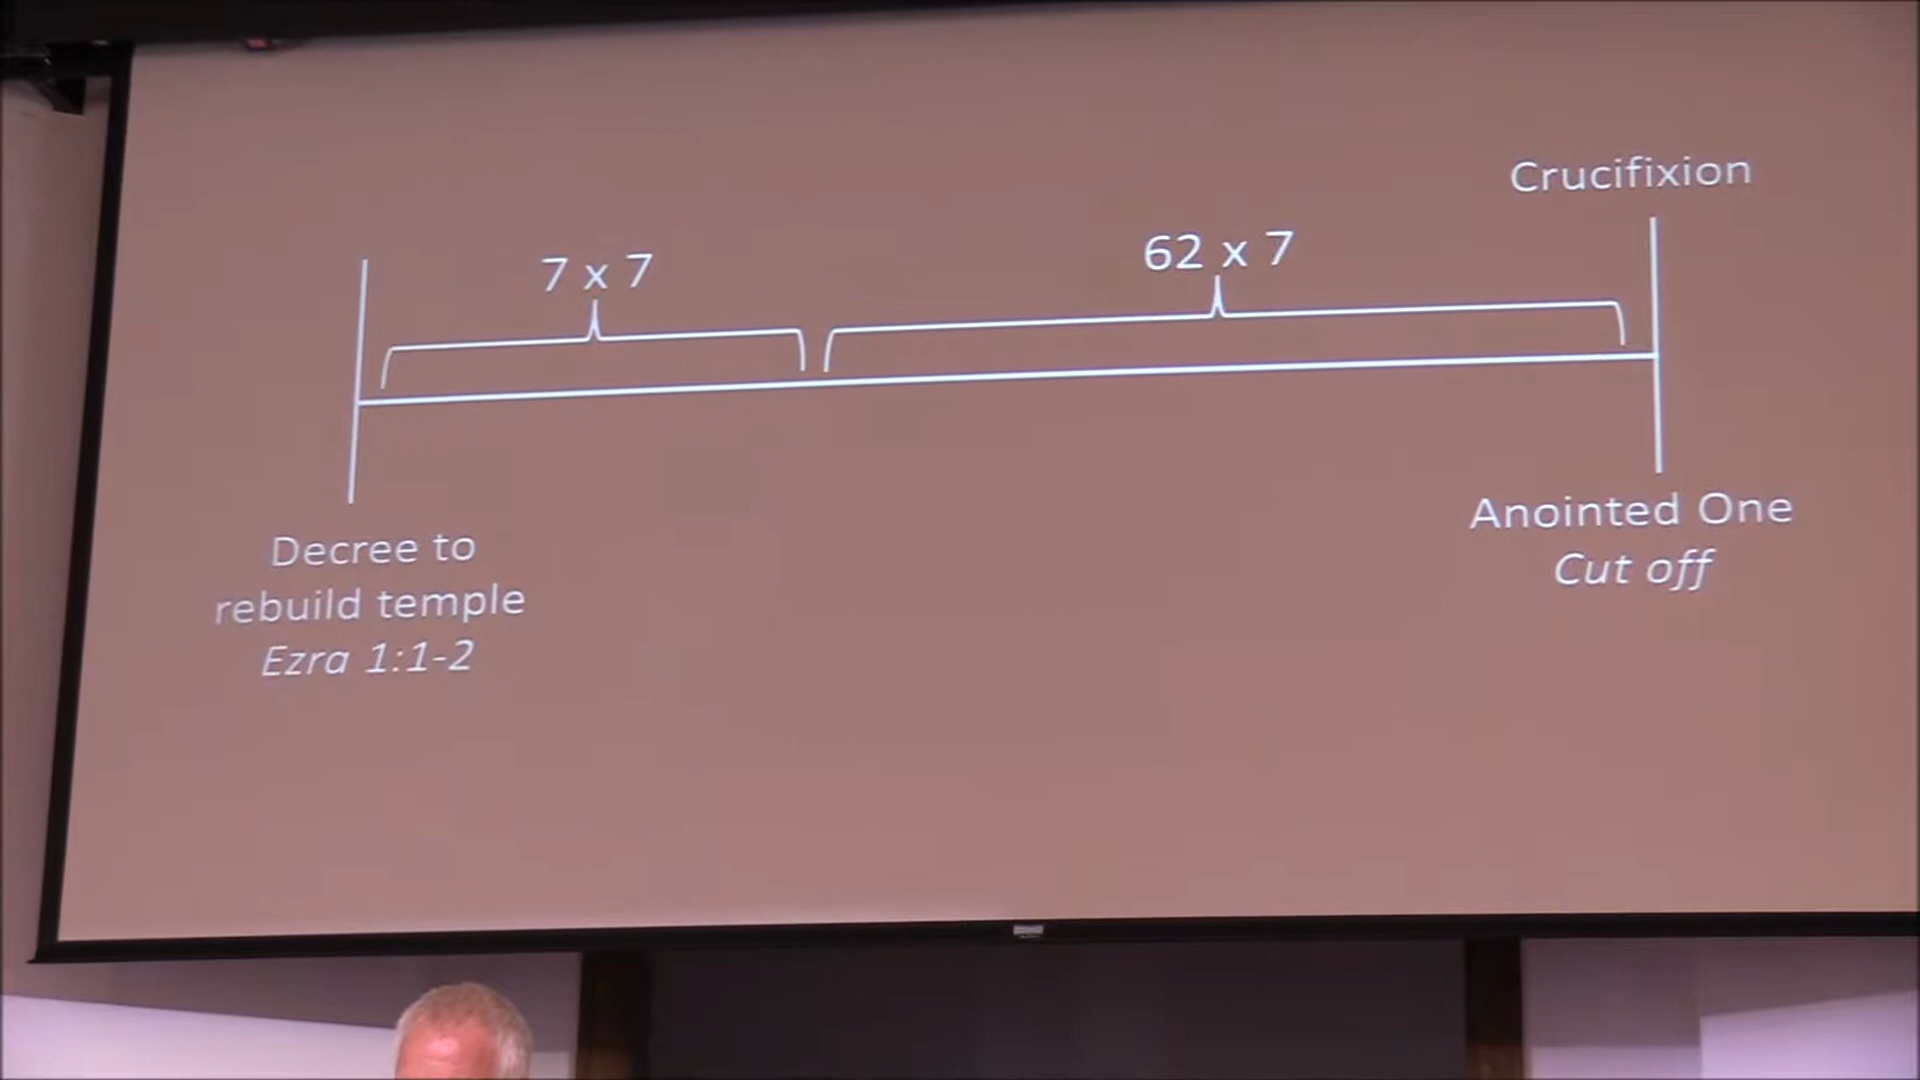 Crucifixion
7 x 7
62 x 7
Decree to
rebuild temple
Ezra 1:1-2
Anointed One
Cut off